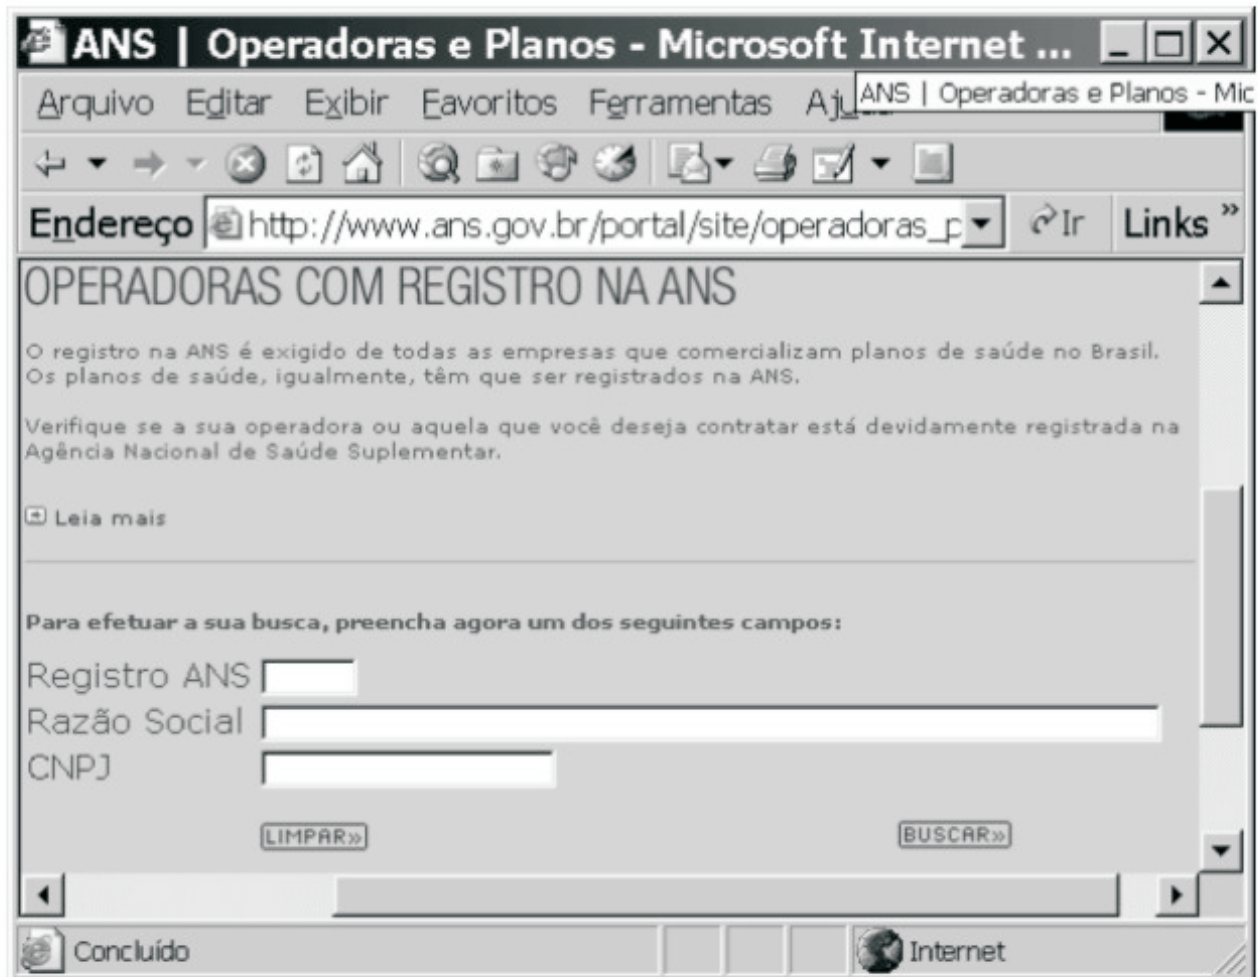 ANS | Operadoras e Planos - Microsoft Internet ...
ANS | Operadoras e Planos - Mic
Arquivo Editar Exibir Favoritos Ferramentas
Endereço http://www.ans.gov.br/portal/site/operadoras_p Ir Links »
OPERADORAS COM REGISTRO NA ANS
O registro na ANS é exigido de todas as empresas que comercializam planos de saúde no Brasil.
Os planos de saúde, igualmente, têm que ser registrados na ANS.
Verifique se a sua operadora ou aquela que você deseja contratar está devidamente registrada na
Agência Nacional de Saúde Suplementar.
Leia mais
Para efetuar a sua busca, preencha agora um dos seguintes campos:
Registro ANS
Razão Social
CNPJ
LIMPAR» BUSCAR»
Concluído Internet